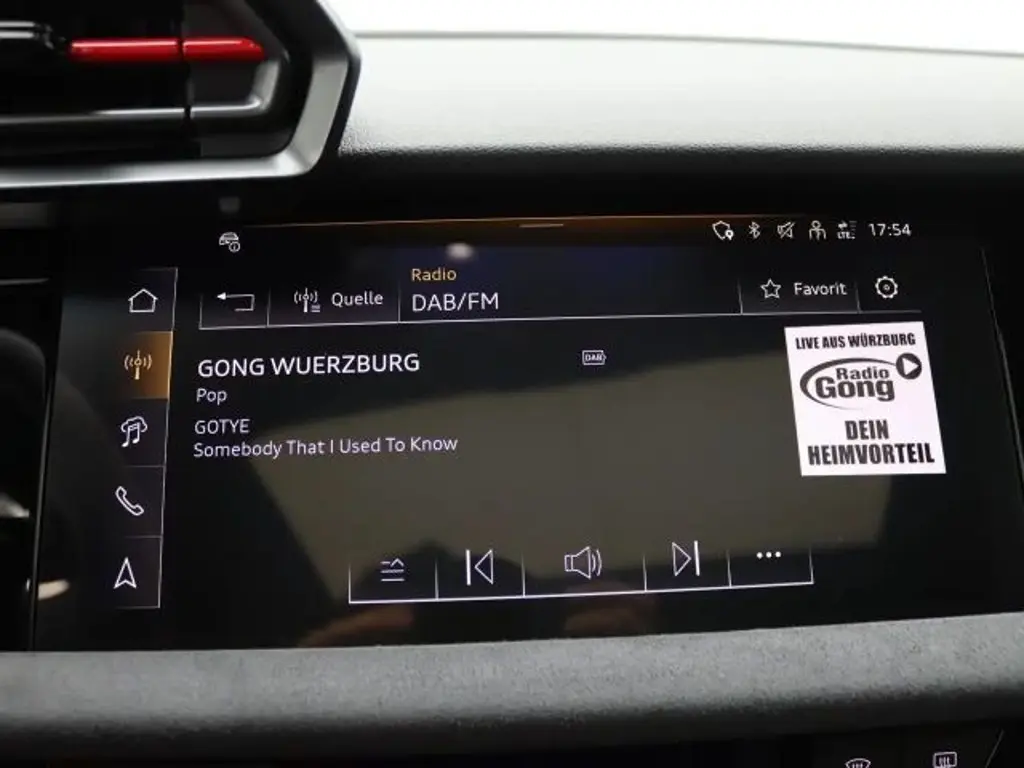 LTE
17:54
Radio
Quelle
DAB/FM
Favorit
GONG WUERZBURG
DAB
Pop
GOTYE
Somebody That I Used To Know
LIVE AUS WÜRZBURG
Radio
Gong
DEIN
HEIMVORTEIL